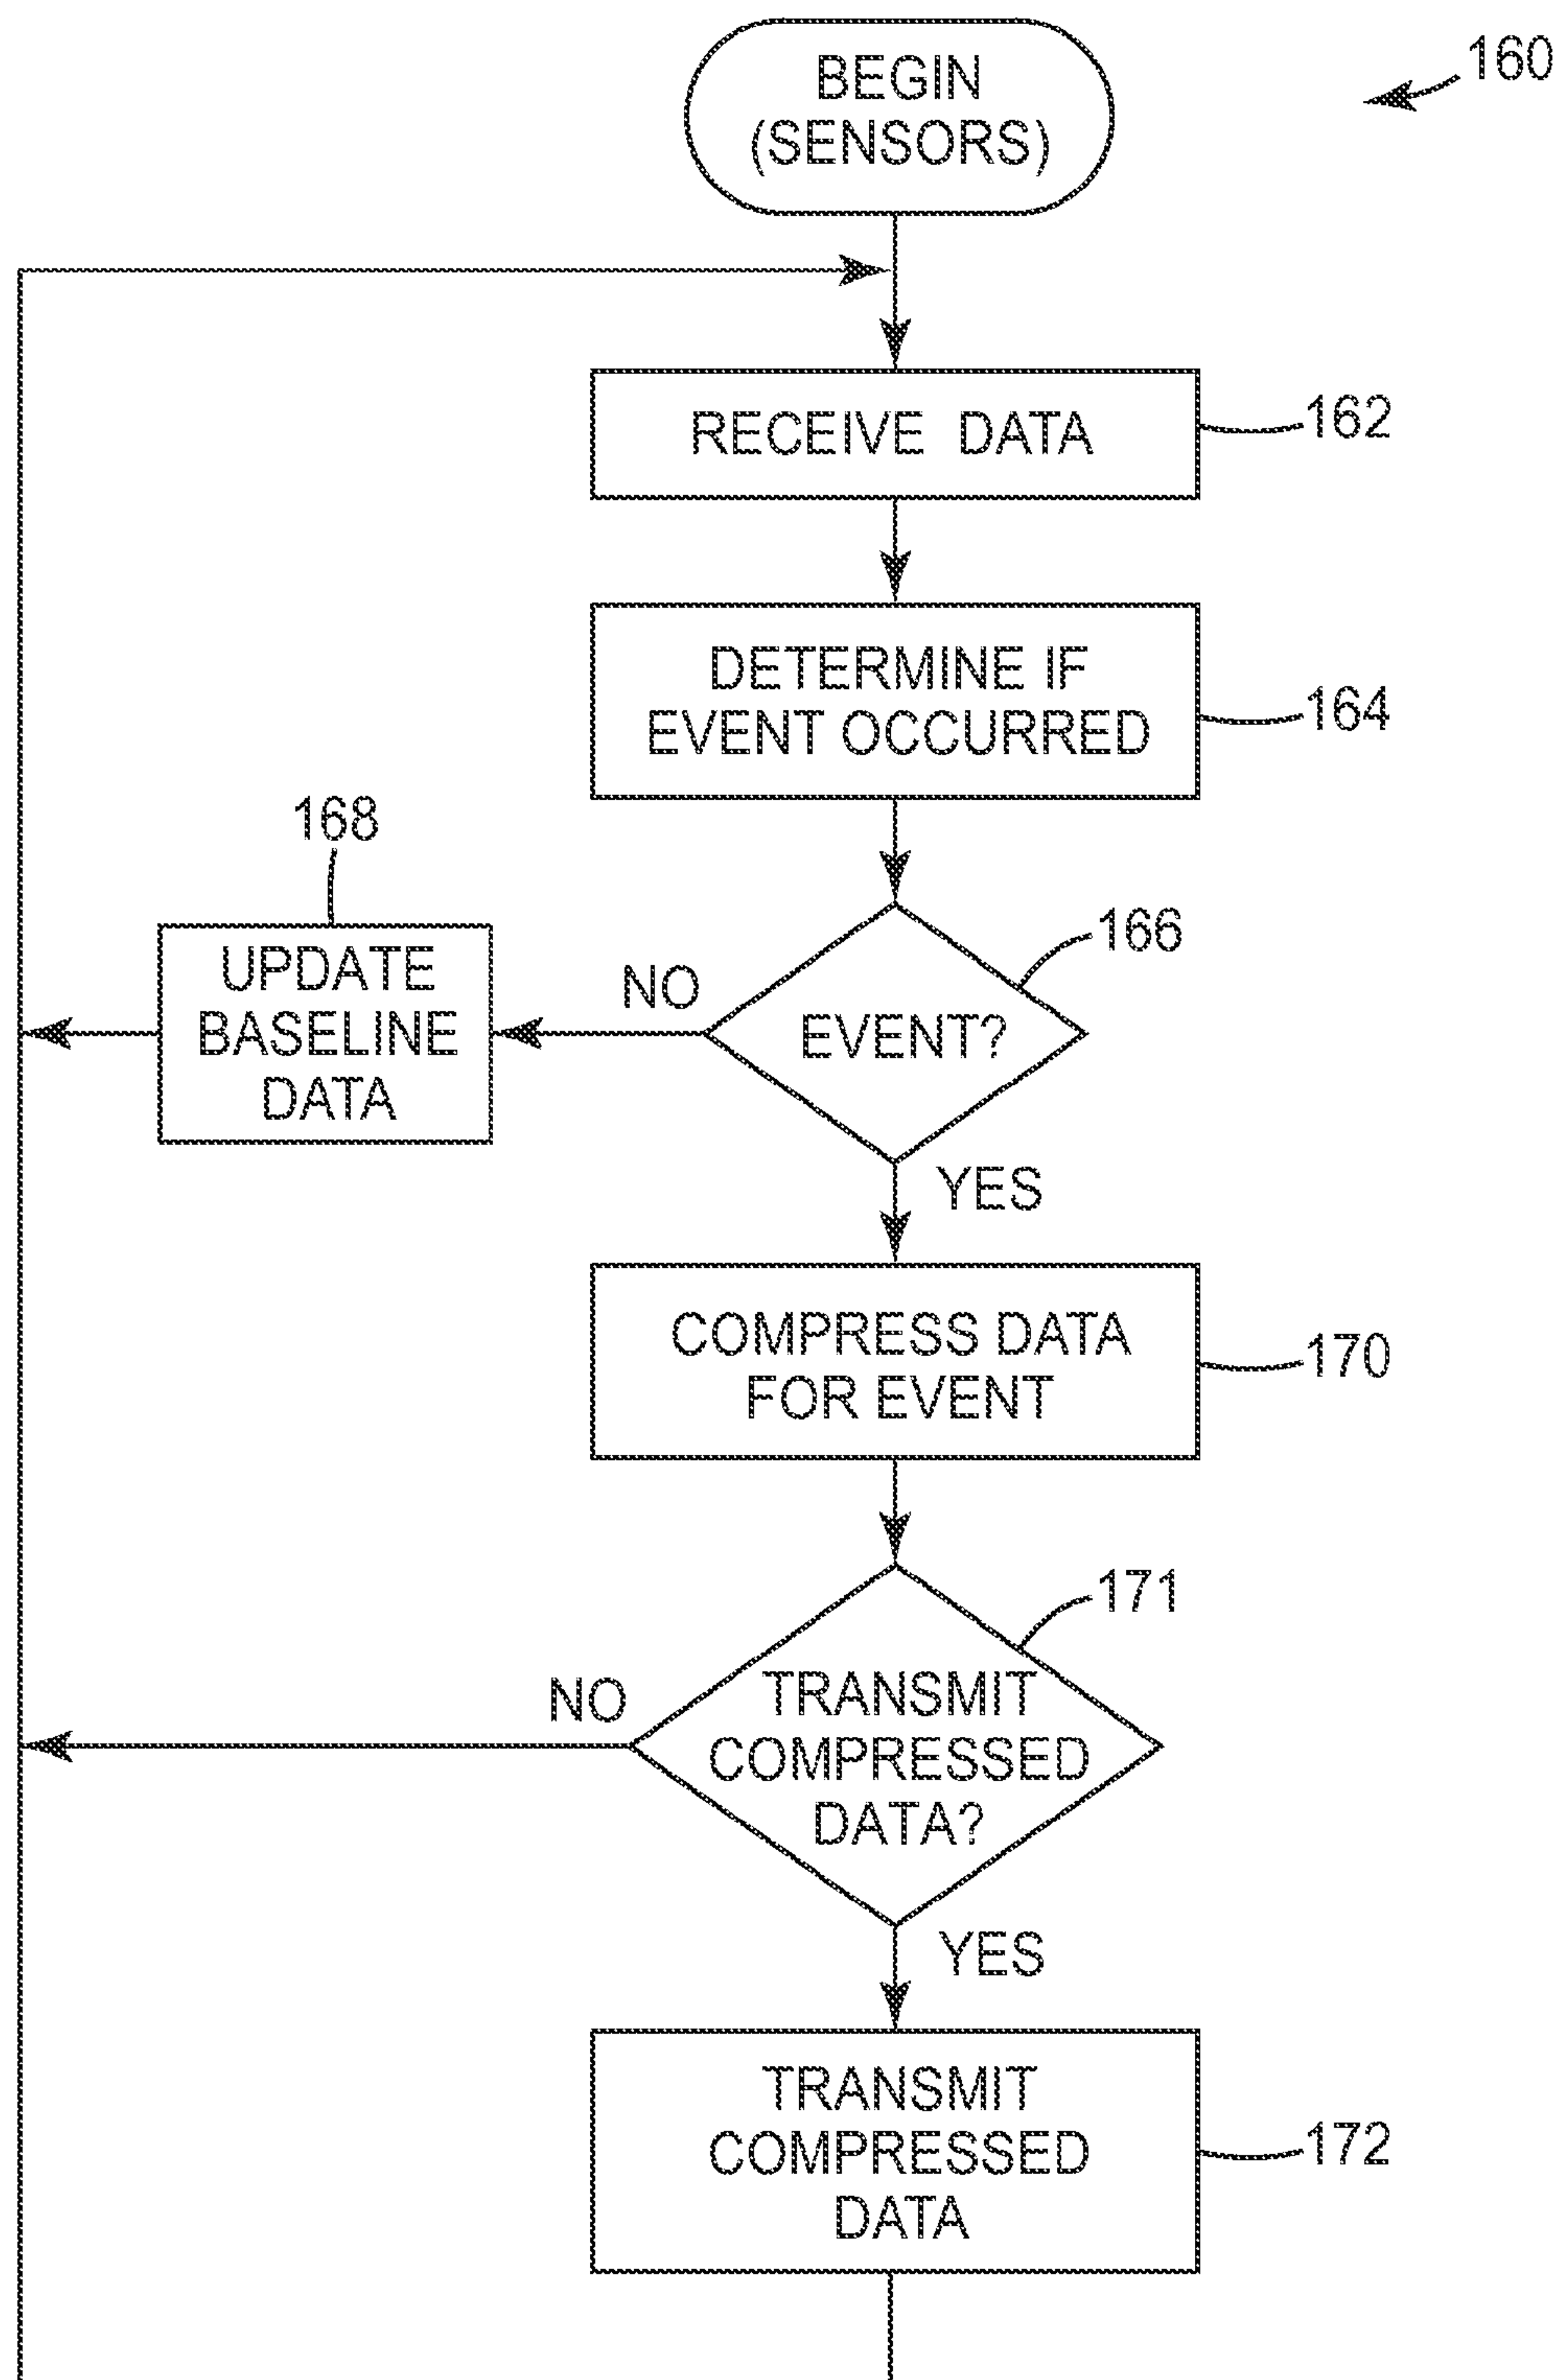 BEGIN
(SENSORS)
160
RECEIVE DATA
162
DETERMINE IF
EVENT OCCURRED
164
168
UPDATE
BASELINE
DATA
NO
EVENT?
166
YES
COMPRESS DATA
FOR EVENT
170
171
NO
TRANSMIT
COMPRESSED
DATA?
YES
TRANSMIT
COMPRESSED
DATA
172